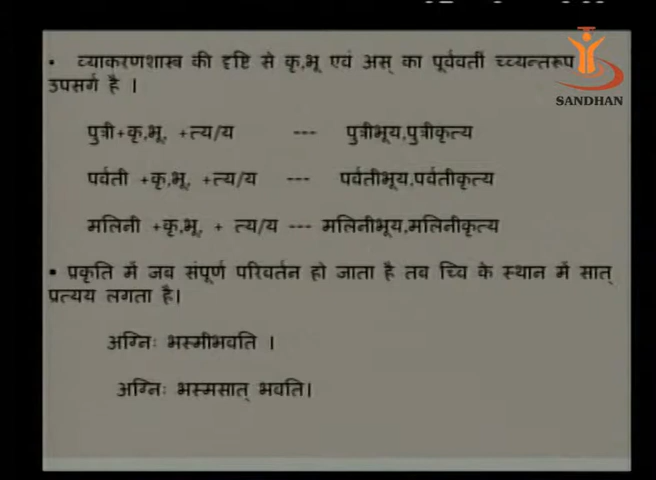 • व्याकरणशास्त्र की दृष्टि से कृ,भू एवं अस् का पूर्ववर्ती च्व्यन्तरूप
उपसर्ग है ।
SANDHAN
पुत्री+कृ,भू, +त्य/य --- पुत्रीभूय,पुत्रीकृत्य
पर्वती +कृ,भू, +त्य/य --- पर्वतीभूय,पर्वतीकृत्य
मलिनी +कृ,भू, + त्य/य --- मलिनीभूय,मलिनीकृत्य
• प्रकृति में जब संपूर्ण परिवर्तन हो जाता है तब च्वि के स्थान में सात्
प्रत्यय लगता है।
अग्निः भस्मीभवति ।
अग्निः भस्मसात् भवति।